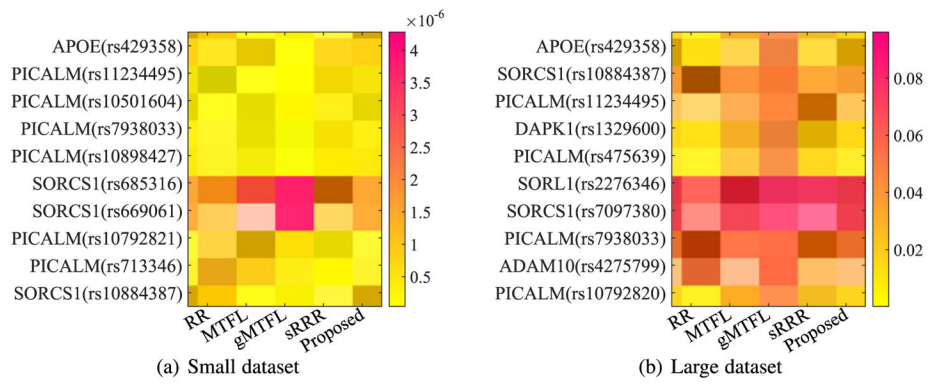 ×10⁻⁶
APOE(rs429358)
PICALM(rs11234495)
PICALM(rs10501604)
PICALM(rs7938033)
PICALM(rs10898427)
SORCS1(rs685316)
SORCS1(rs669061)
PICALM(rs10792821)
PICALM(rs713346)
SORCS1(rs10884387)
4
3.5
3
2.5
2
1.5
1
0.5
RR
MTFL
gMTFL
sRRR
Proposed
(a) Small dataset
APOE(rs429358)
SORCS1(rs10884387)
PICALM(rs11234495)
DAPK1(rs1329600)
PICALM(rs475639)
SORL1(rs2276346)
SORCS1(rs7097380)
PICALM(rs7938033)
ADAM10(rs4275799)
PICALM(rs10792820)
0.08
0.06
0.04
0.02
RR
MTFL
gMTFL
sRRR
Proposed
(b) Large dataset